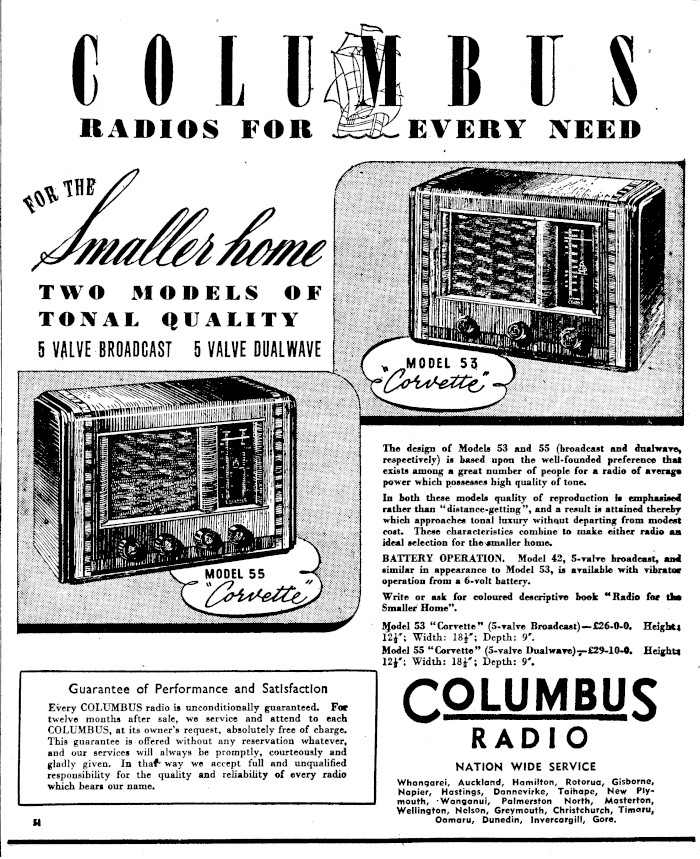 COLUMBUS
RADIOS FOR EVERY NEED
FOR THE
Smaller home
TWO MODELS OF
TONAL QUALITY
5 VALVE BROADCAST 5 VALVE DUALWAVE
MODEL 53
"Corvette"
MODEL 55
"Corvette"
The design of Models 53 and 55 (broadcast and dualwave,
respectively) is based upon the well-founded preference that
exists among a great number of people for a radio of average
power which possesses high quality of tone.
In both these models quality of reproduction is emphasised
rather than "distance-getting", and a result is attained thereby
which approaches tonal luxury without departing from modest
cost. These characteristics combine to make either radio an
ideal selection for the smaller home.
BATTERY OPERATION. Model 42, 5-valve broadcast, and
similar in appearance to Model 53, is available with vibrator
operation from a 6-volt battery.
Write or ask for coloured descriptive book "Radio for the
Smaller Home".
Model 53 "Corvette" (5-valve Broadcast)—£26-0-0. Height:
12½"; Width: 18½"; Depth: 9".
Model 55 "Corvette" (5-valve Dualwave)—£29-10-0. Height:
12½"; Width: 18½"; Depth: 9".
Guarantee of Performance and Satisfaction
Every COLUMBUS radio is unconditionally guaranteed. For
twelve months after sale, we service and attend to each
COLUMBUS, at its owner's request, absolutely free of charge.
This guarantee is offered without any reservation whatever,
and our services will always be promptly, courteously and
gladly given. In that way we accept full and unqualified
responsibility for the quality and reliability of every radio
which bears our name.
COLUMBUS
RADIO
NATION WIDE SERVICE
Whangarei, Auckland, Hamilton, Rotorua, Gisborne,
Napier, Hastings, Dannevirke, Taihape, New Ply-
mouth, Wanganui, Palmerston North, Masterton,
Wellington, Nelson, Greymouth, Christchurch, Timaru,
Oamaru, Dunedin, Invercargill, Gore.